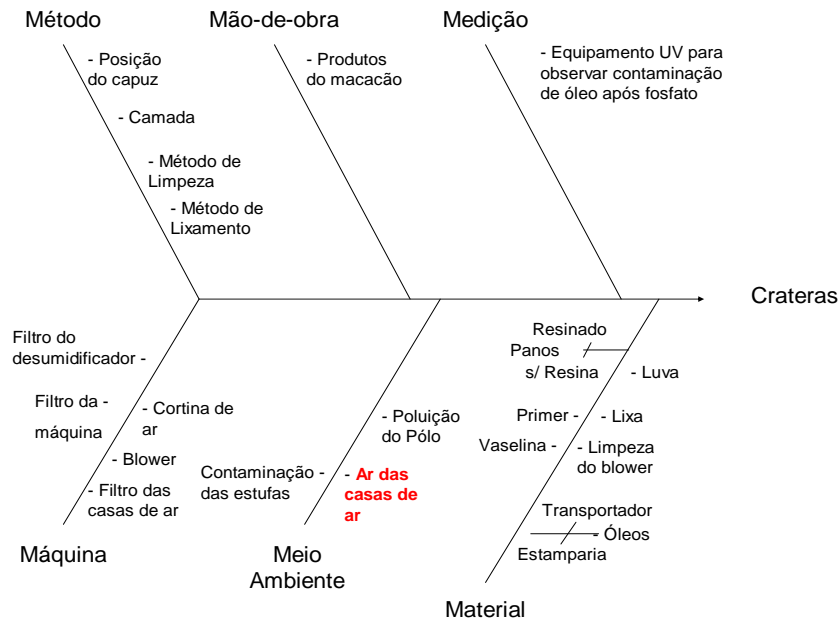 Método
Mão-de-obra
Medição
- Posição
do capuz
- Camada
- Método de
Limpeza
- Método de
Lixamento
- Produtos
do macacão
- Equipamento UV para
observar contaminação
de óleo após fosfato
Crateras
Filtro do
desumidificador -
Filtro da -
máquina
- Cortina de
ar
- Blower
- Filtro das
casas de ar
Máquina
- Poluição
do Pólo
Contaminação -
das estufas
- Ar das
casas de
ar
Meio
Ambiente
Resinado
Panos
s/ Resina
- Luva
Primer -
- Lixa
Vaselina -
- Limpeza
do blower
Transportador
- Óleos
Estamparia
Material